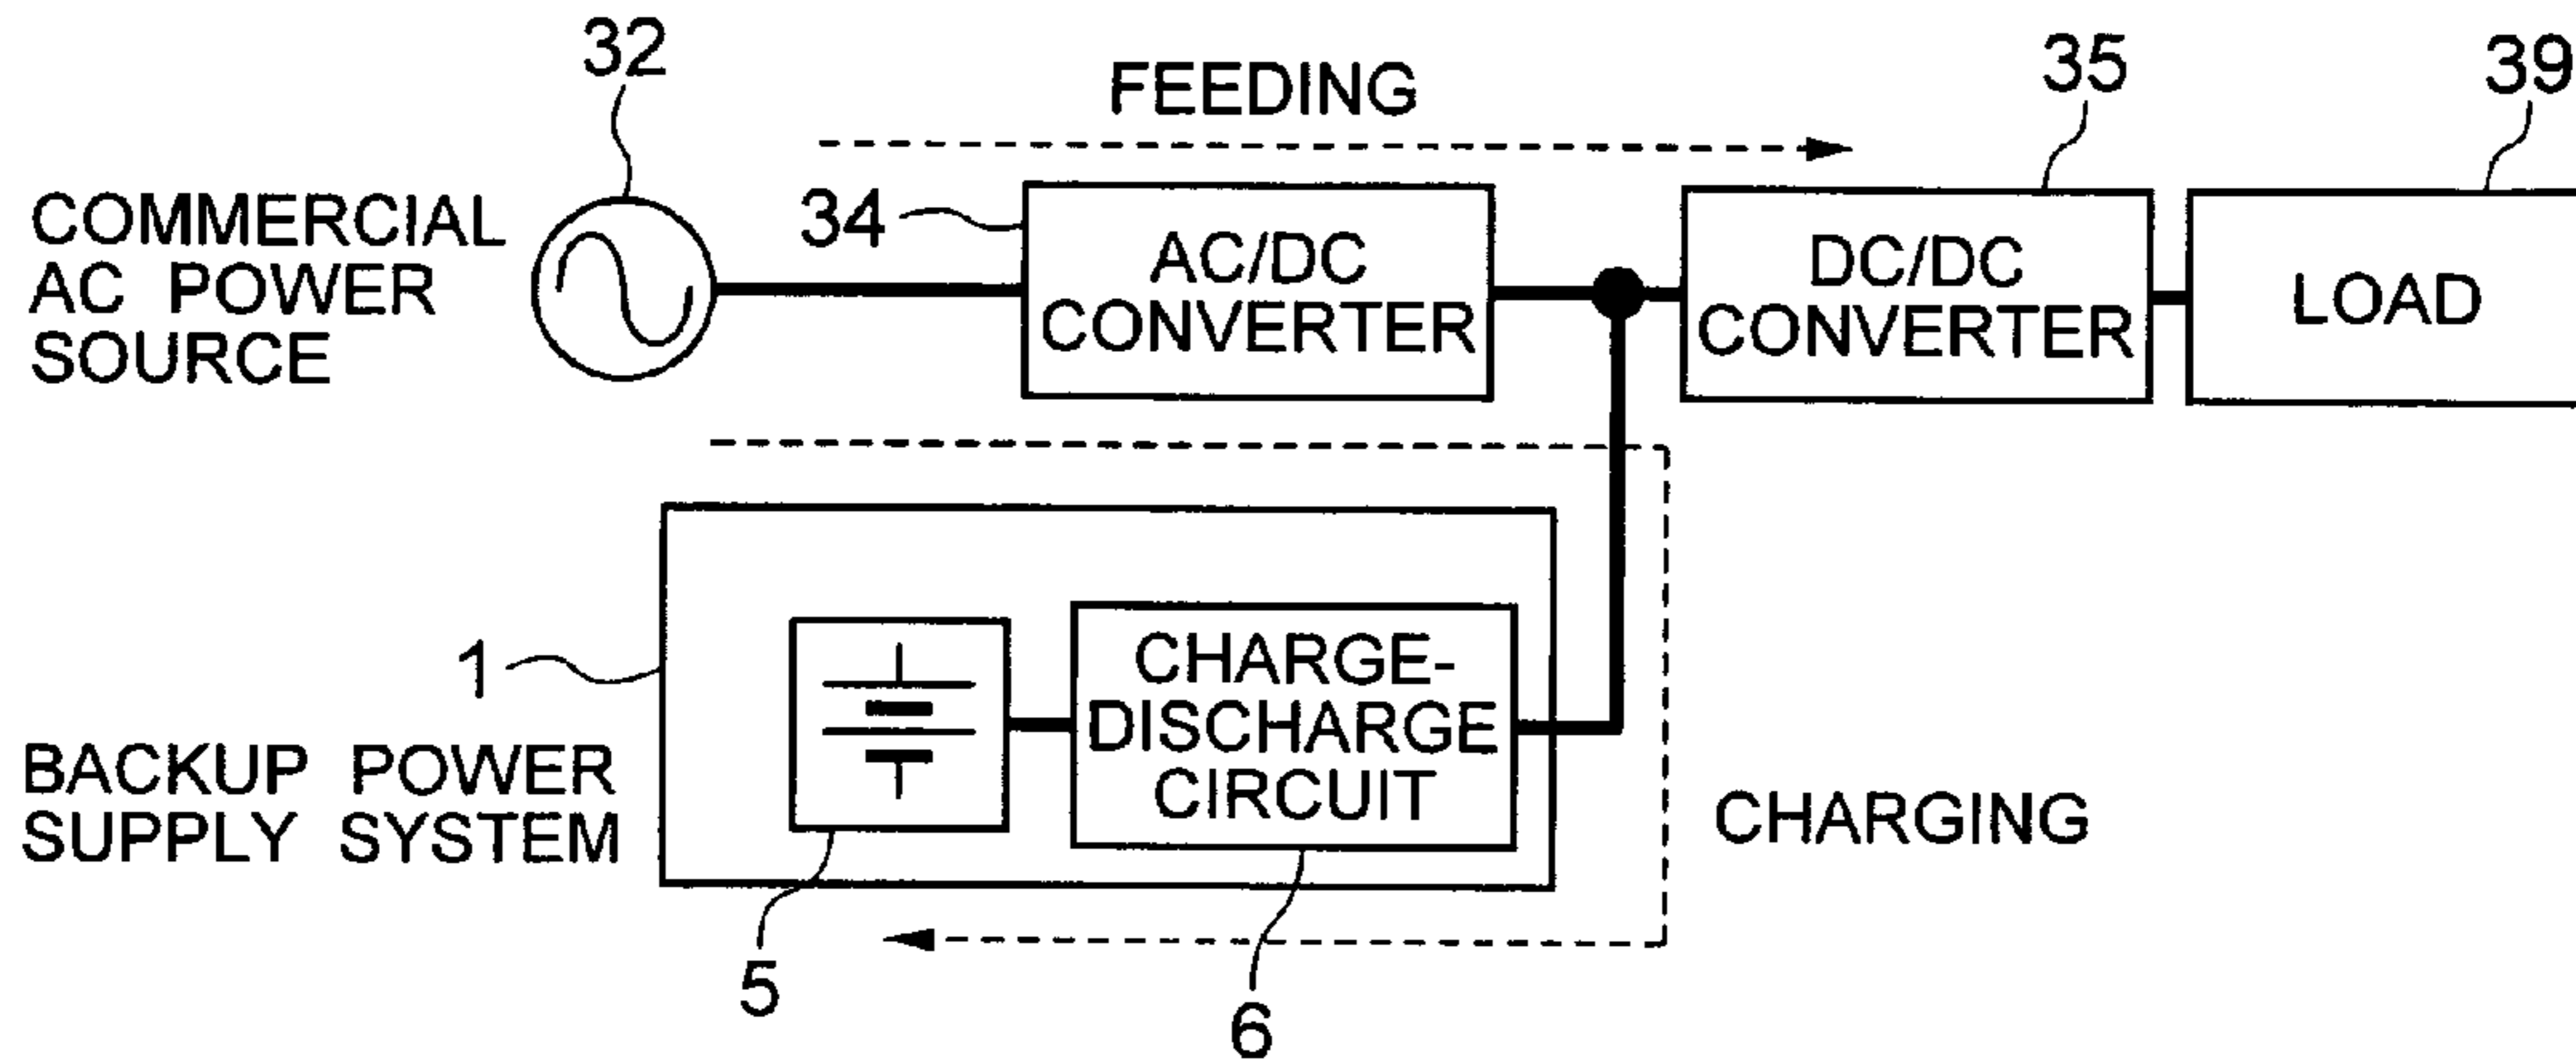 32
FEEDING
35
39
COMMERCIAL
AC POWER
SOURCE
34
AC/DC
CONVERTER
DC/DC
CONVERTER
LOAD
1
BACKUP POWER
SUPPLY SYSTEM
CHARGE-
DISCHARGE
CIRCUIT
CHARGING
5
6